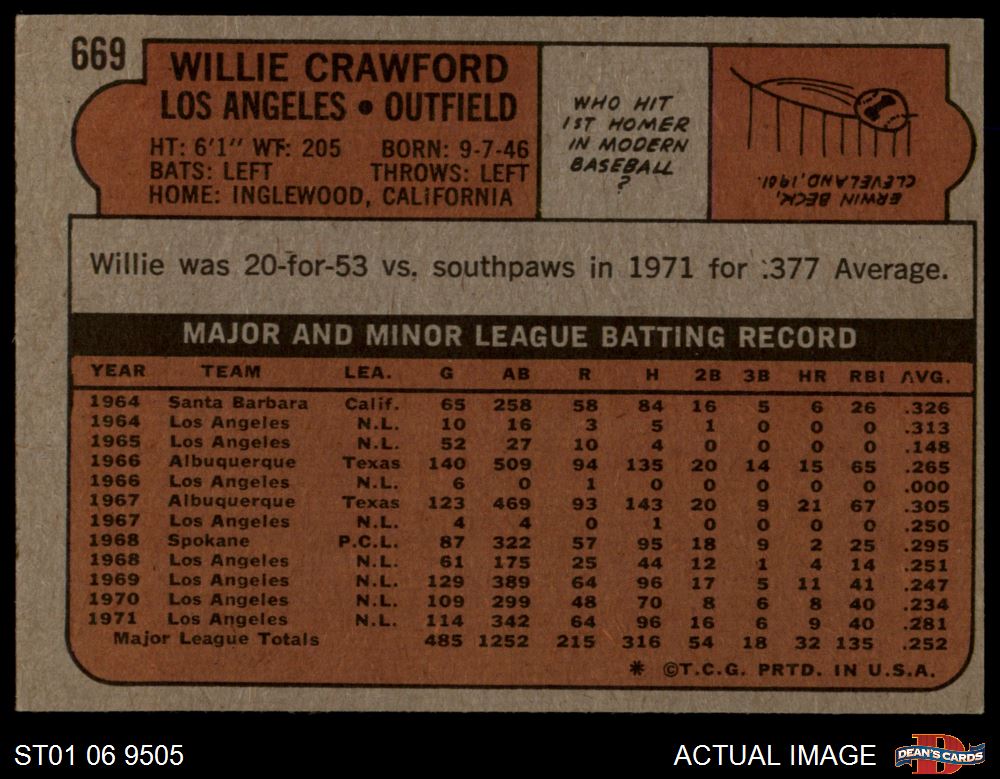 669
WILLIE CRAWFORD
LOS ANGELES • OUTFIELD
HT: 6'1" WT: 205 BORN: 9-7-46
BATS: LEFT THROWS: LEFT
HOME: INGLEWOOD, CALIFORNIA
WHO HIT
1ST HOMER
IN MODERN
BASEBALL
?
ERWIN BECK,
CLEVELAND, 1901.
Willie was 20-for-53 vs. southpaws in 1971 for .377 Average.
MAJOR AND MINOR LEAGUE BATTING RECORD
YEAR TEAM LEA. G AB R H 2B 3B HR RBI AVG.
1964 Santa Barbara Calif. 65 258 58 84 16 5 6 26 .326
1964 Los Angeles N.L. 10 16 3 5 1 0 0 0 .313
1965 Los Angeles N.L. 52 27 10 4 0 0 0 0 .148
1966 Albuquerque Texas 140 509 94 135 20 14 15 65 .265
1966 Los Angeles N.L. 6 0 1 0 0 0 0 0 .000
1967 Albuquerque Texas 123 469 93 143 20 9 21 67 .305
1967 Los Angeles N.L. 4 4 0 1 0 0 0 0 .250
1968 Spokane P.C.L. 87 322 57 95 18 9 2 25 .295
1968 Los Angeles N.L. 61 175 25 44 12 1 4 14 .251
1969 Los Angeles N.L. 129 389 64 96 17 5 11 41 .247
1970 Los Angeles N.L. 109 299 48 70 8 6 8 40 .234
1971 Los Angeles N.L. 114 342 64 96 16 6 9 40 .281
Major League Totals 485 1252 215 316 54 18 32 135 .252
* ©T.C.G. PRTD. IN U.S.A.
ST01 06 9505
ACTUAL IMAGE
DEAN'S CARDS